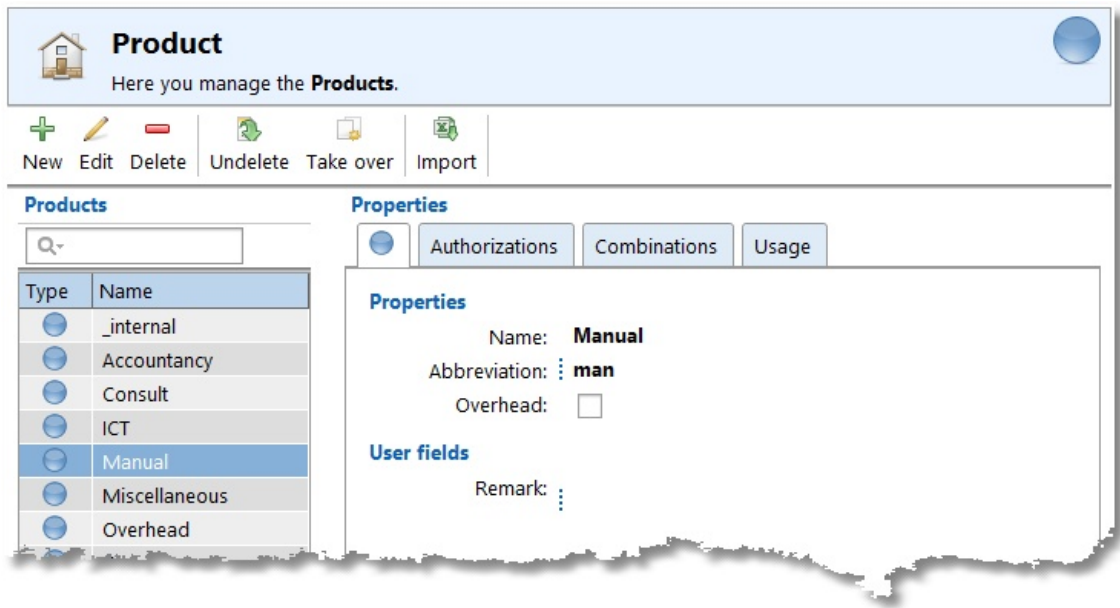 Product
Here you manage the Products.
New Edit Delete Undelete Take over Import
Products
Type Name
_internal
Accountancy
Consult
ICT
Manual
Miscellaneous
Overhead
Properties
Authorizations Combinations Usage
Properties
Name: Manual
Abbreviation: man
Overhead:
User fields
Remark: